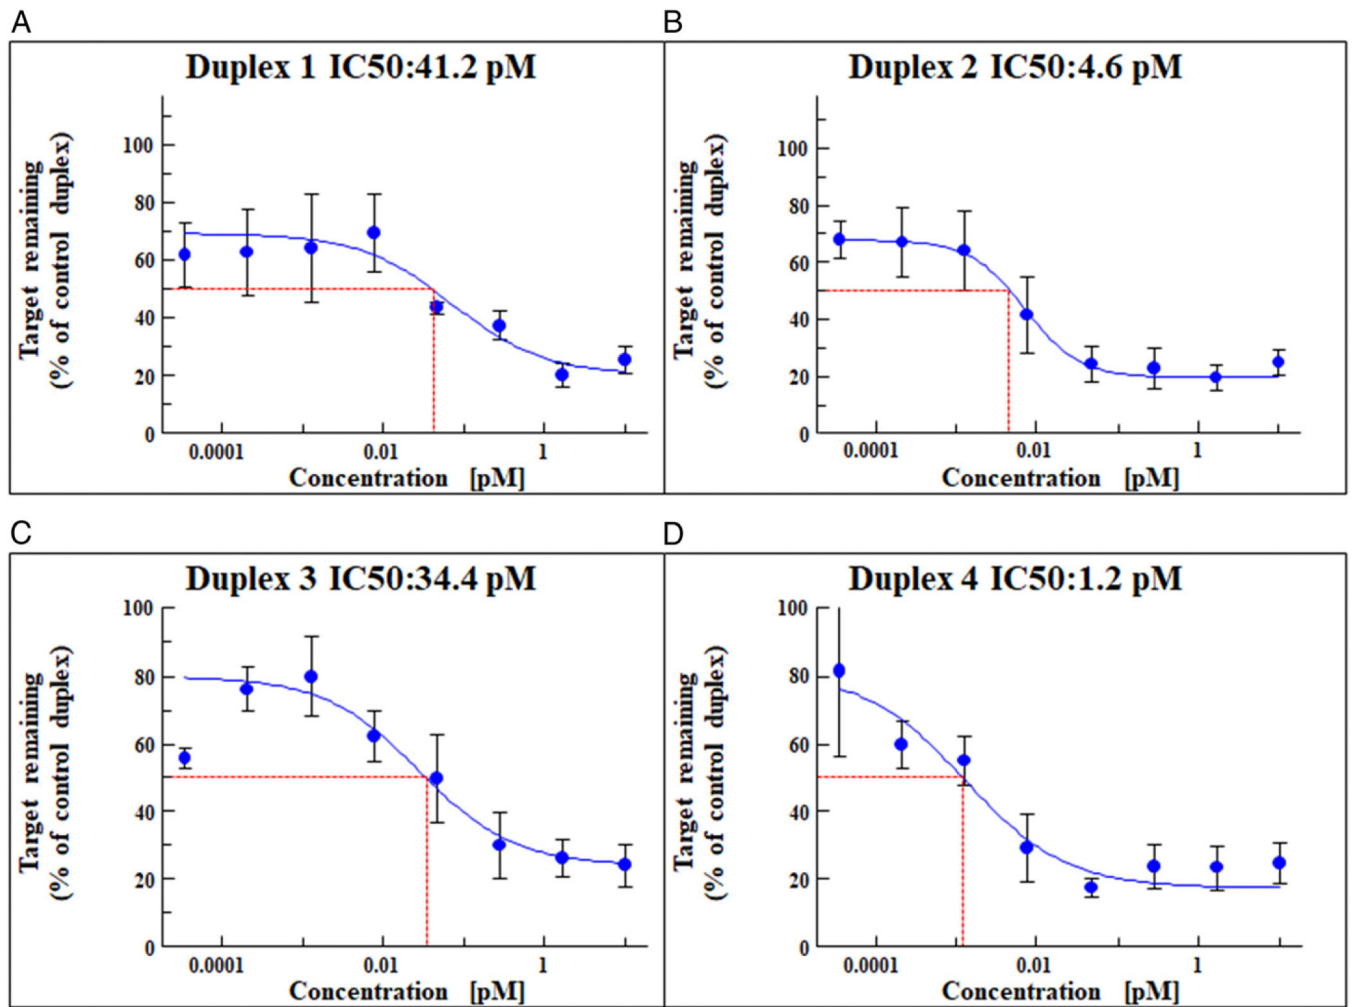 A
Duplex 1 IC50:41.2 pM
Target remaining
(% of control duplex)
100
80
60
40
20
0
0.0001
0.01
1
Concentration [pM]
B
Duplex 2 IC50:4.6 pM
Target remaining
(% of control duplex)
100
80
60
40
20
0
0.0001
0.01
1
Concentration [pM]
C
Duplex 3 IC50:34.4 pM
Target remaining
(% of control duplex)
100
80
60
40
20
0
0.0001
0.01
1
Concentration [pM]
D
Duplex 4 IC50:1.2 pM
Target remaining
(% of control duplex)
100
80
60
40
20
0
0.0001
0.01
1
Concentration [pM]